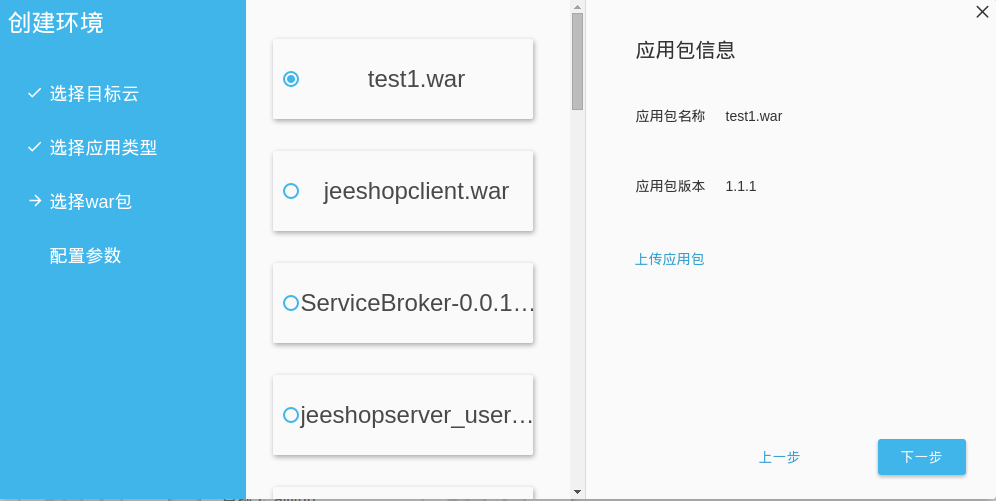 创建环境
选择目标云
选择应用类型
选择war包
配置参数
test1.war
jeeshopclient.war
ServiceBroker-0.0.1...
jeeshopserver_user...
应用包信息
应用包名称 test1.war
应用包版本 1.1.1
上传应用包
上一步 下一步